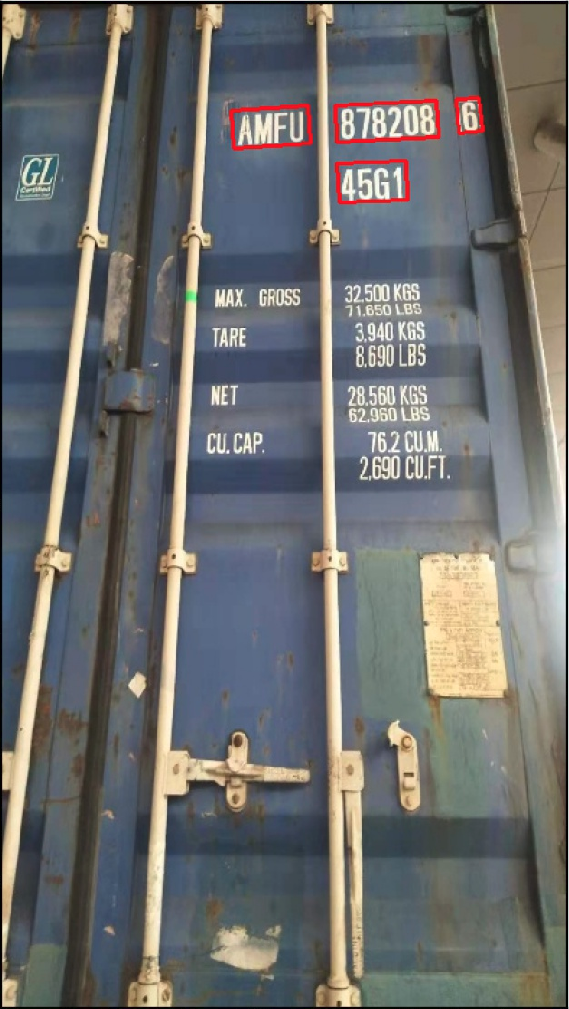 AMFU 878208 6
45G1
GL
Certified
MAX. GROSS 32.500 KGS
71,650 LBS
TARE 3,940 KGS
8,690 LBS
NET 28,560 KGS
62,960 LBS
CU. CAP. 76.2 CU.M.
2,690 CU.FT.